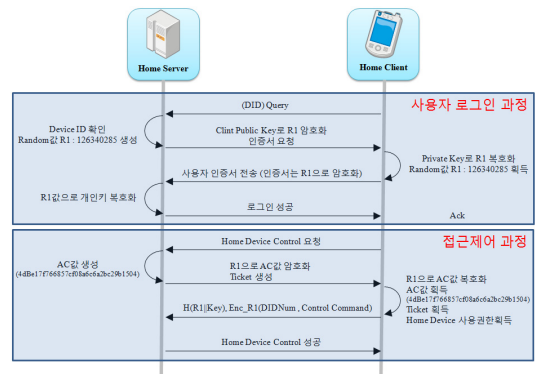 Home Server
Home Client
사용자 로그인 과정
(DID) Query
Device ID 확인
Random값 R1 : 126340285 생성
Clint Public Key로 R1 암호화
인증서 요청
Private Key로 R1 복호화
Random값 R1 : 126340285 획득
사용자 인증서 전송 (인증서는 R1으로 암호화)
R1값으로 개인키 복호화
로그인 성공
Ack
접근제어 과정
Home Device Control 요청
AC값 생성
(4dBe17f766857cf08a6c6a2bc29b1504)
R1으로 AC값 암호화
Ticket 생성
R1으로 AC값 복호화
AC값 획득
(4dBe17f766857cf08a6c6a2bc29b1504)
Ticket 획득
Home Device 사용권한획득
H(R1||Key), Enc_R1(DIDNum , Control Command)
Home Device Control 성공